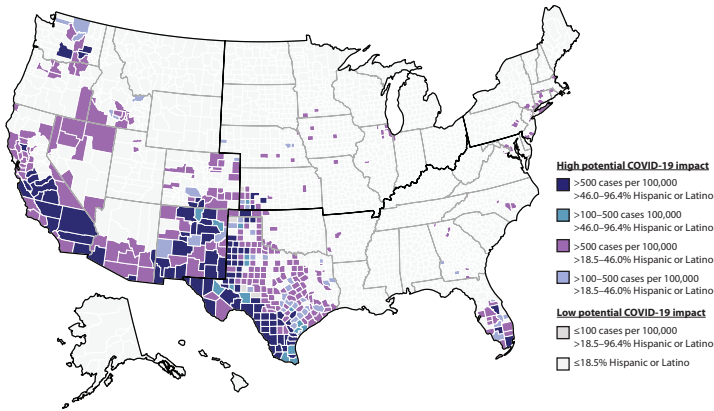 High potential COVID-19 impact
>500 cases per 100,000
>46.0–96.4% Hispanic or Latino
>100–500 cases 100,000
>46.0–96.4% Hispanic or Latino
>500 cases per 100,000
>18.5–46.0% Hispanic or Latino
>100–500 cases per 100,000
>18.5–46.0% Hispanic or Latino
Low potential COVID-19 impact
≤100 cases per 100,000
>18.5–96.4% Hispanic or Latino
≤18.5% Hispanic or Latino